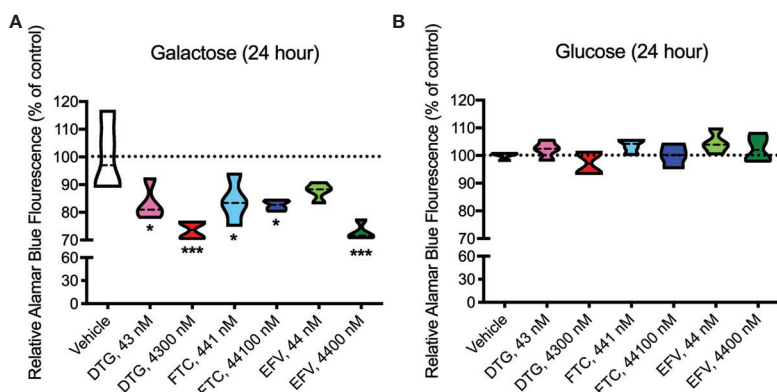 A
Galactose (24 hour)
Relative Alamar Blue Flourescence (% of control)
120
110
100
90
80
70
60
30
0
*
***
*
*
***
Vehicle
DTG, 43 nM
DTG, 4300 nM
FTC, 441 nM
FTC, 44100 nM
EFV, 44 nM
EFV, 4400 nM
B
Glucose (24 hour)
Relative Alamar Blue Flourescence (% of control)
120
110
100
90
80
70
60
30
0
Vehicle
DTG, 43 nM
DTG, 4300 nM
FTC, 441 nM
FTC, 44100 nM
EFV, 44 nM
EFV, 4400 nM